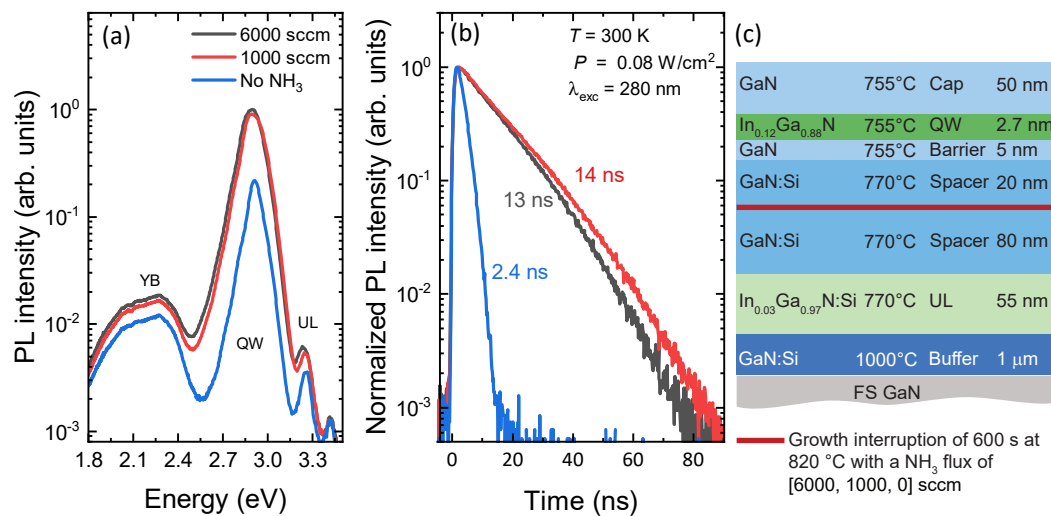 (a)
6000 sccm
1000 sccm
No NH₃
YB
QW
UL
PL intensity (arb. units)
10⁰
10⁻¹
10⁻²
10⁻³
1.8 2.1 2.4 2.7 3.0 3.3
Energy (eV)
(b)
T = 300 K
P = 0.08 W/cm²
λexc = 280 nm
14 ns
13 ns
2.4 ns
Normalized PL intensity (arb. units)
10⁰
10⁻¹
10⁻²
10⁻³
0 20 40 60 80
Time (ns)
(c)
GaN 755°C Cap 50 nm
In₀.₁₂Ga₀.₈₈N 755°C QW 2.7 nm
GaN 755°C Barrier 5 nm
GaN:Si 770°C Spacer 20 nm
GaN:Si 770°C Spacer 80 nm
In₀.₀₃Ga₀.₉₇N:Si 770°C UL 55 nm
GaN:Si 1000°C Buffer 1 μm
FS GaN
Growth interruption of 600 s at
820 °C with a NH₃ flux of
[6000, 1000, 0] sccm